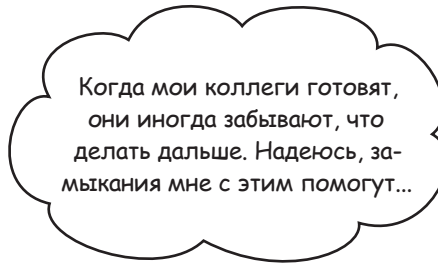 Когда мои коллеги готовят,
они иногда забывают, что
делать дальше. Надеюсь, за-
мыкания мне с этим помогут...